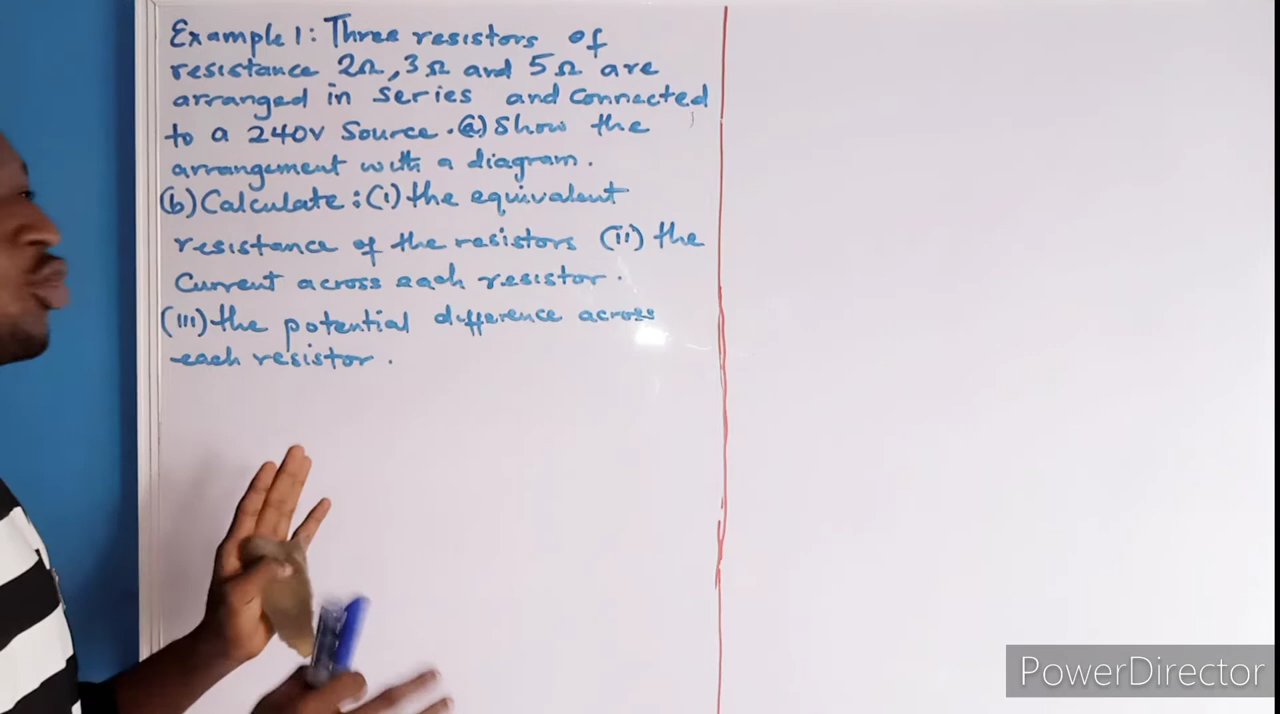 Example 1: Three resistors of
resistance 2Ω, 3Ω and 5Ω are
arranged in series and connected
to a 240V source. (a) Show the
arrangement with a diagram.
(b) Calculate: (i) the equivalent
resistance of the resistors (ii) the
current across each resistor.
(iii) the potential difference across
each resistor.
PowerDirector